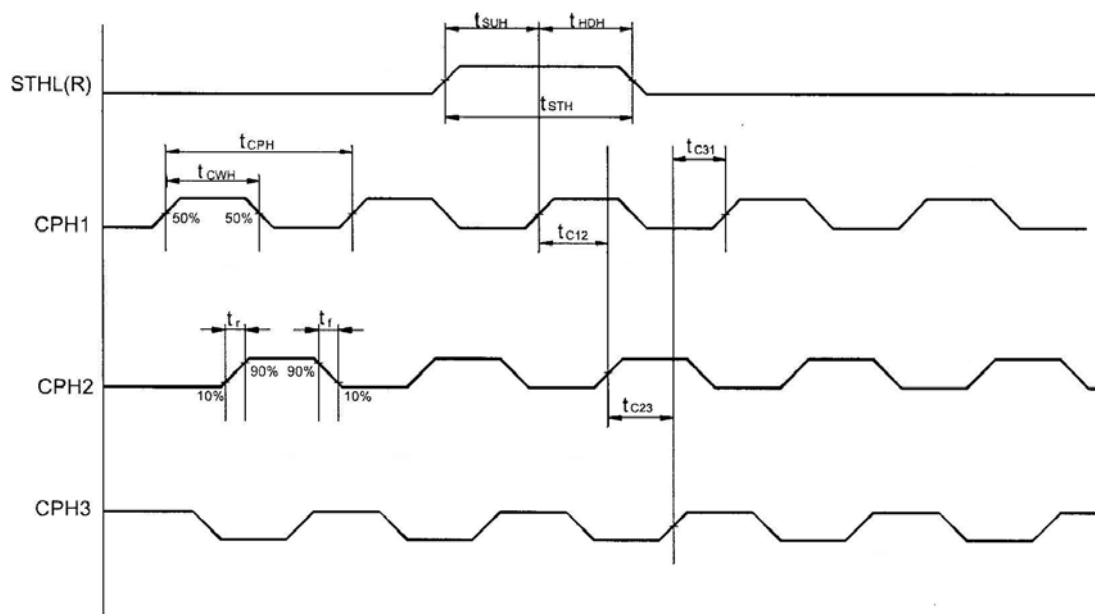 tSUH tHDH
STHL(R)
tSTH
tCPH
tC31
tCWH
50% 50%
CPH1
tC12
tr tf
90% 90%
CPH2
10% 10%
tC23
CPH3